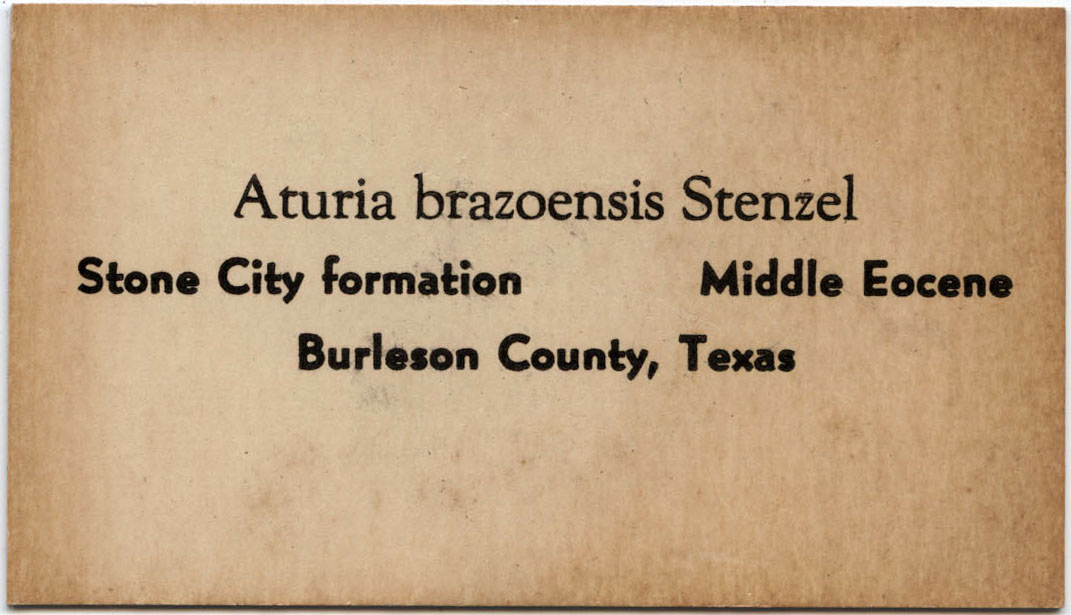 Aturia brazoensis Stenzel
Stone City formation Middle Eocene
Burleson County, Texas